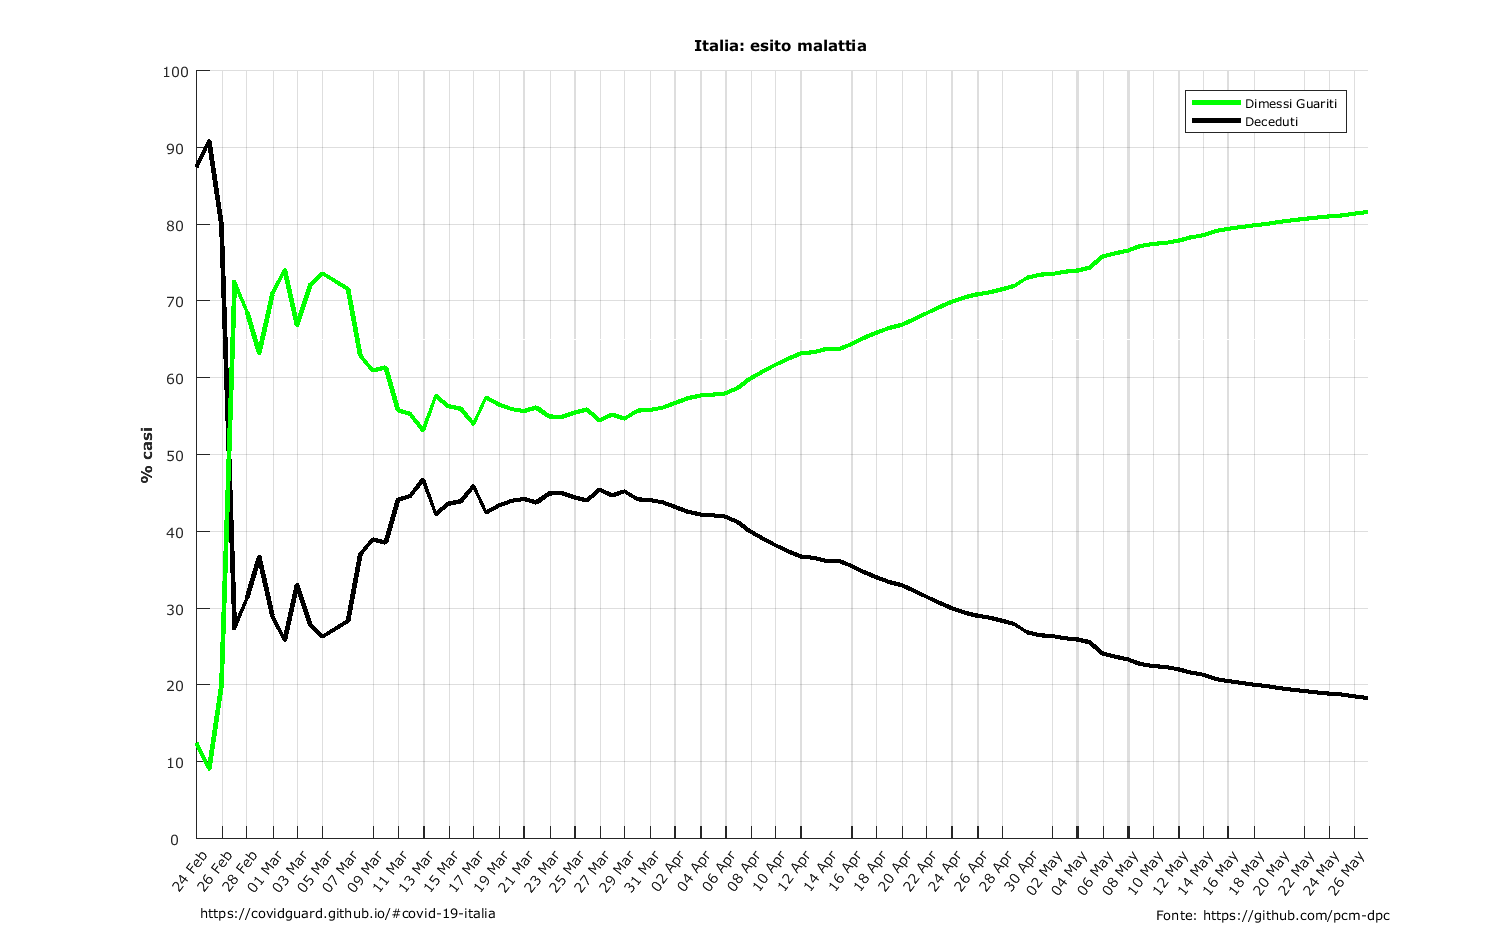 Italia: esito malattia
Dimessi Guariti
Deceduti
% casi
100
90
80
70
60
50
40
30
20
10
0
24 Feb
26 Feb
28 Feb
01 Mar
03 Mar
05 Mar
07 Mar
09 Mar
11 Mar
13 Mar
15 Mar
17 Mar
19 Mar
21 Mar
23 Mar
25 Mar
27 Mar
29 Mar
31 Mar
02 Apr
04 Apr
06 Apr
08 Apr
10 Apr
12 Apr
14 Apr
16 Apr
18 Apr
20 Apr
22 Apr
24 Apr
26 Apr
28 Apr
30 Apr
02 May
04 May
06 May
08 May
10 May
12 May
14 May
16 May
18 May
20 May
22 May
24 May
26 May
https://covidguard.github.io/#covid-19-italia
Fonte: https://github.com/pcm-dpc